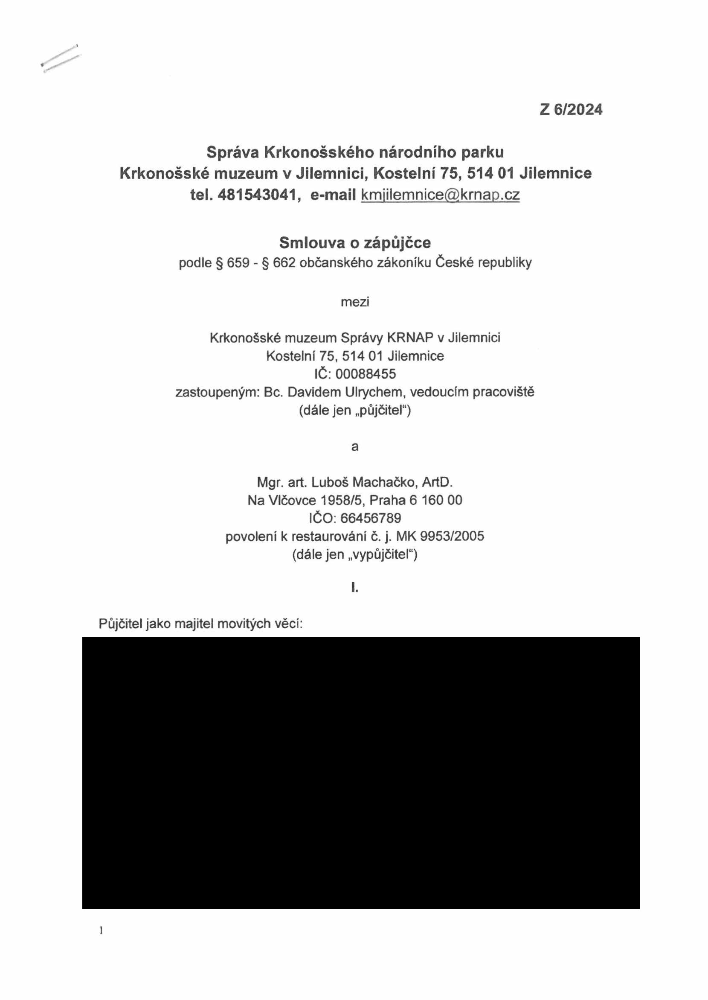 Z 6/2024
Správa Krkonošského národního parku
Krkonošské muzeum v Jilemnici, Kostelní 75, 514 01 Jilemnice
tel. 481543041, e-mail kmjilemnice@krnap.cz
Smlouva o zápůjčce
podle § 659 - § 662 občanského zákoníku České republiky
mezi
Krkonošské muzeum Správy KRNAP v Jilemnici
Kostelní 75, 514 01 Jilemnice
IČ: 00088455
zastoupeným: Bc. Davidem Ulrychem, vedoucím pracoviště
(dále jen „půjčitel“)
a
Mgr. art. Luboš Machačko, ArtD.
Na Vlčovce 1958/5, Praha 6 160 00
IČO: 66456789
povolení k restaurování č. j. MK 9953/2005
(dále jen „vypůjčitel“)
I.
Půjčitel jako majitel movitých věcí:
1